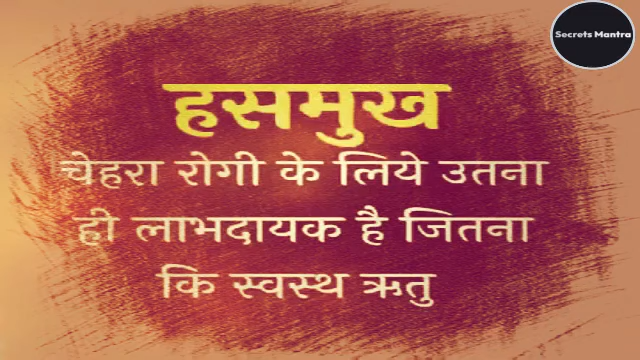 Secrets Mantra
हसमुख
चेहरा रोगी के लिये उतना
ही लाभदायक है जितना
कि स्वस्थ ऋतु